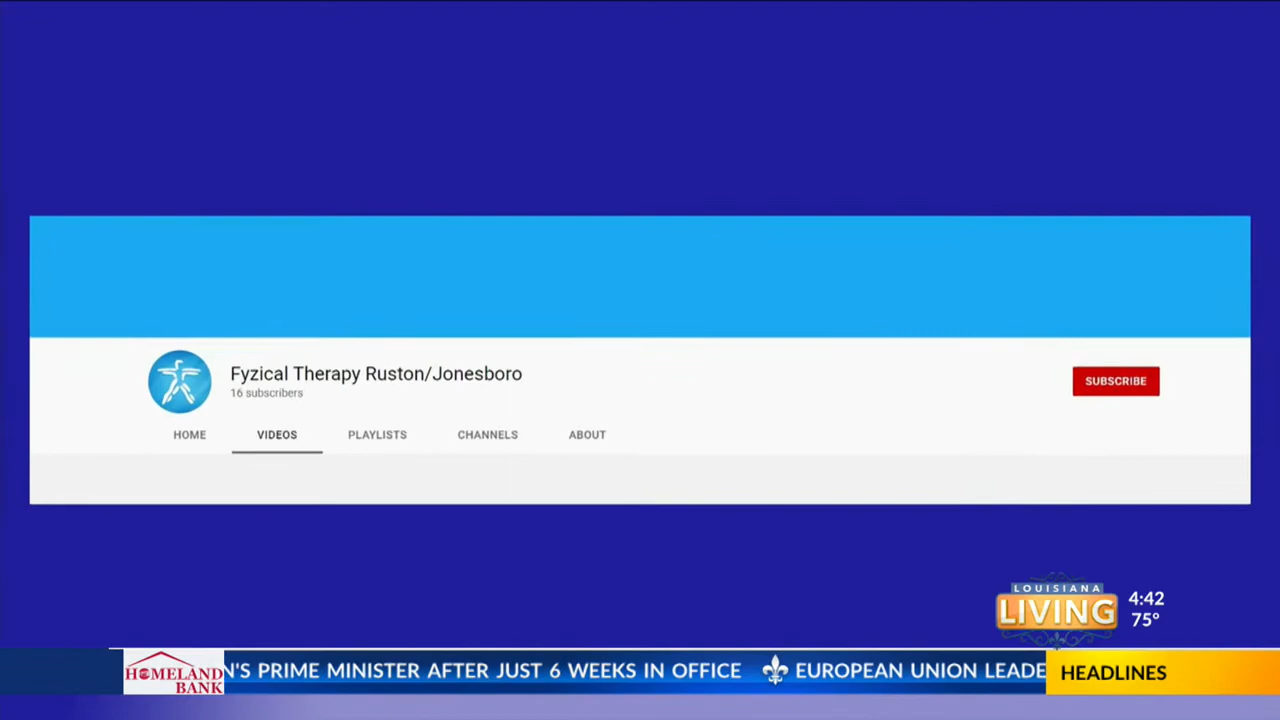 Fyzical Therapy Ruston/Jonesboro
16 subscribers
SUBSCRIBE
HOME VIDEOS PLAYLISTS CHANNELS ABOUT
LOUISIANA
LIVING
4:42
75°
HOMELAND
BANK
N'S PRIME MINISTER AFTER JUST 6 WEEKS IN OFFICE EUROPEAN UNION LEADE
HEADLINES